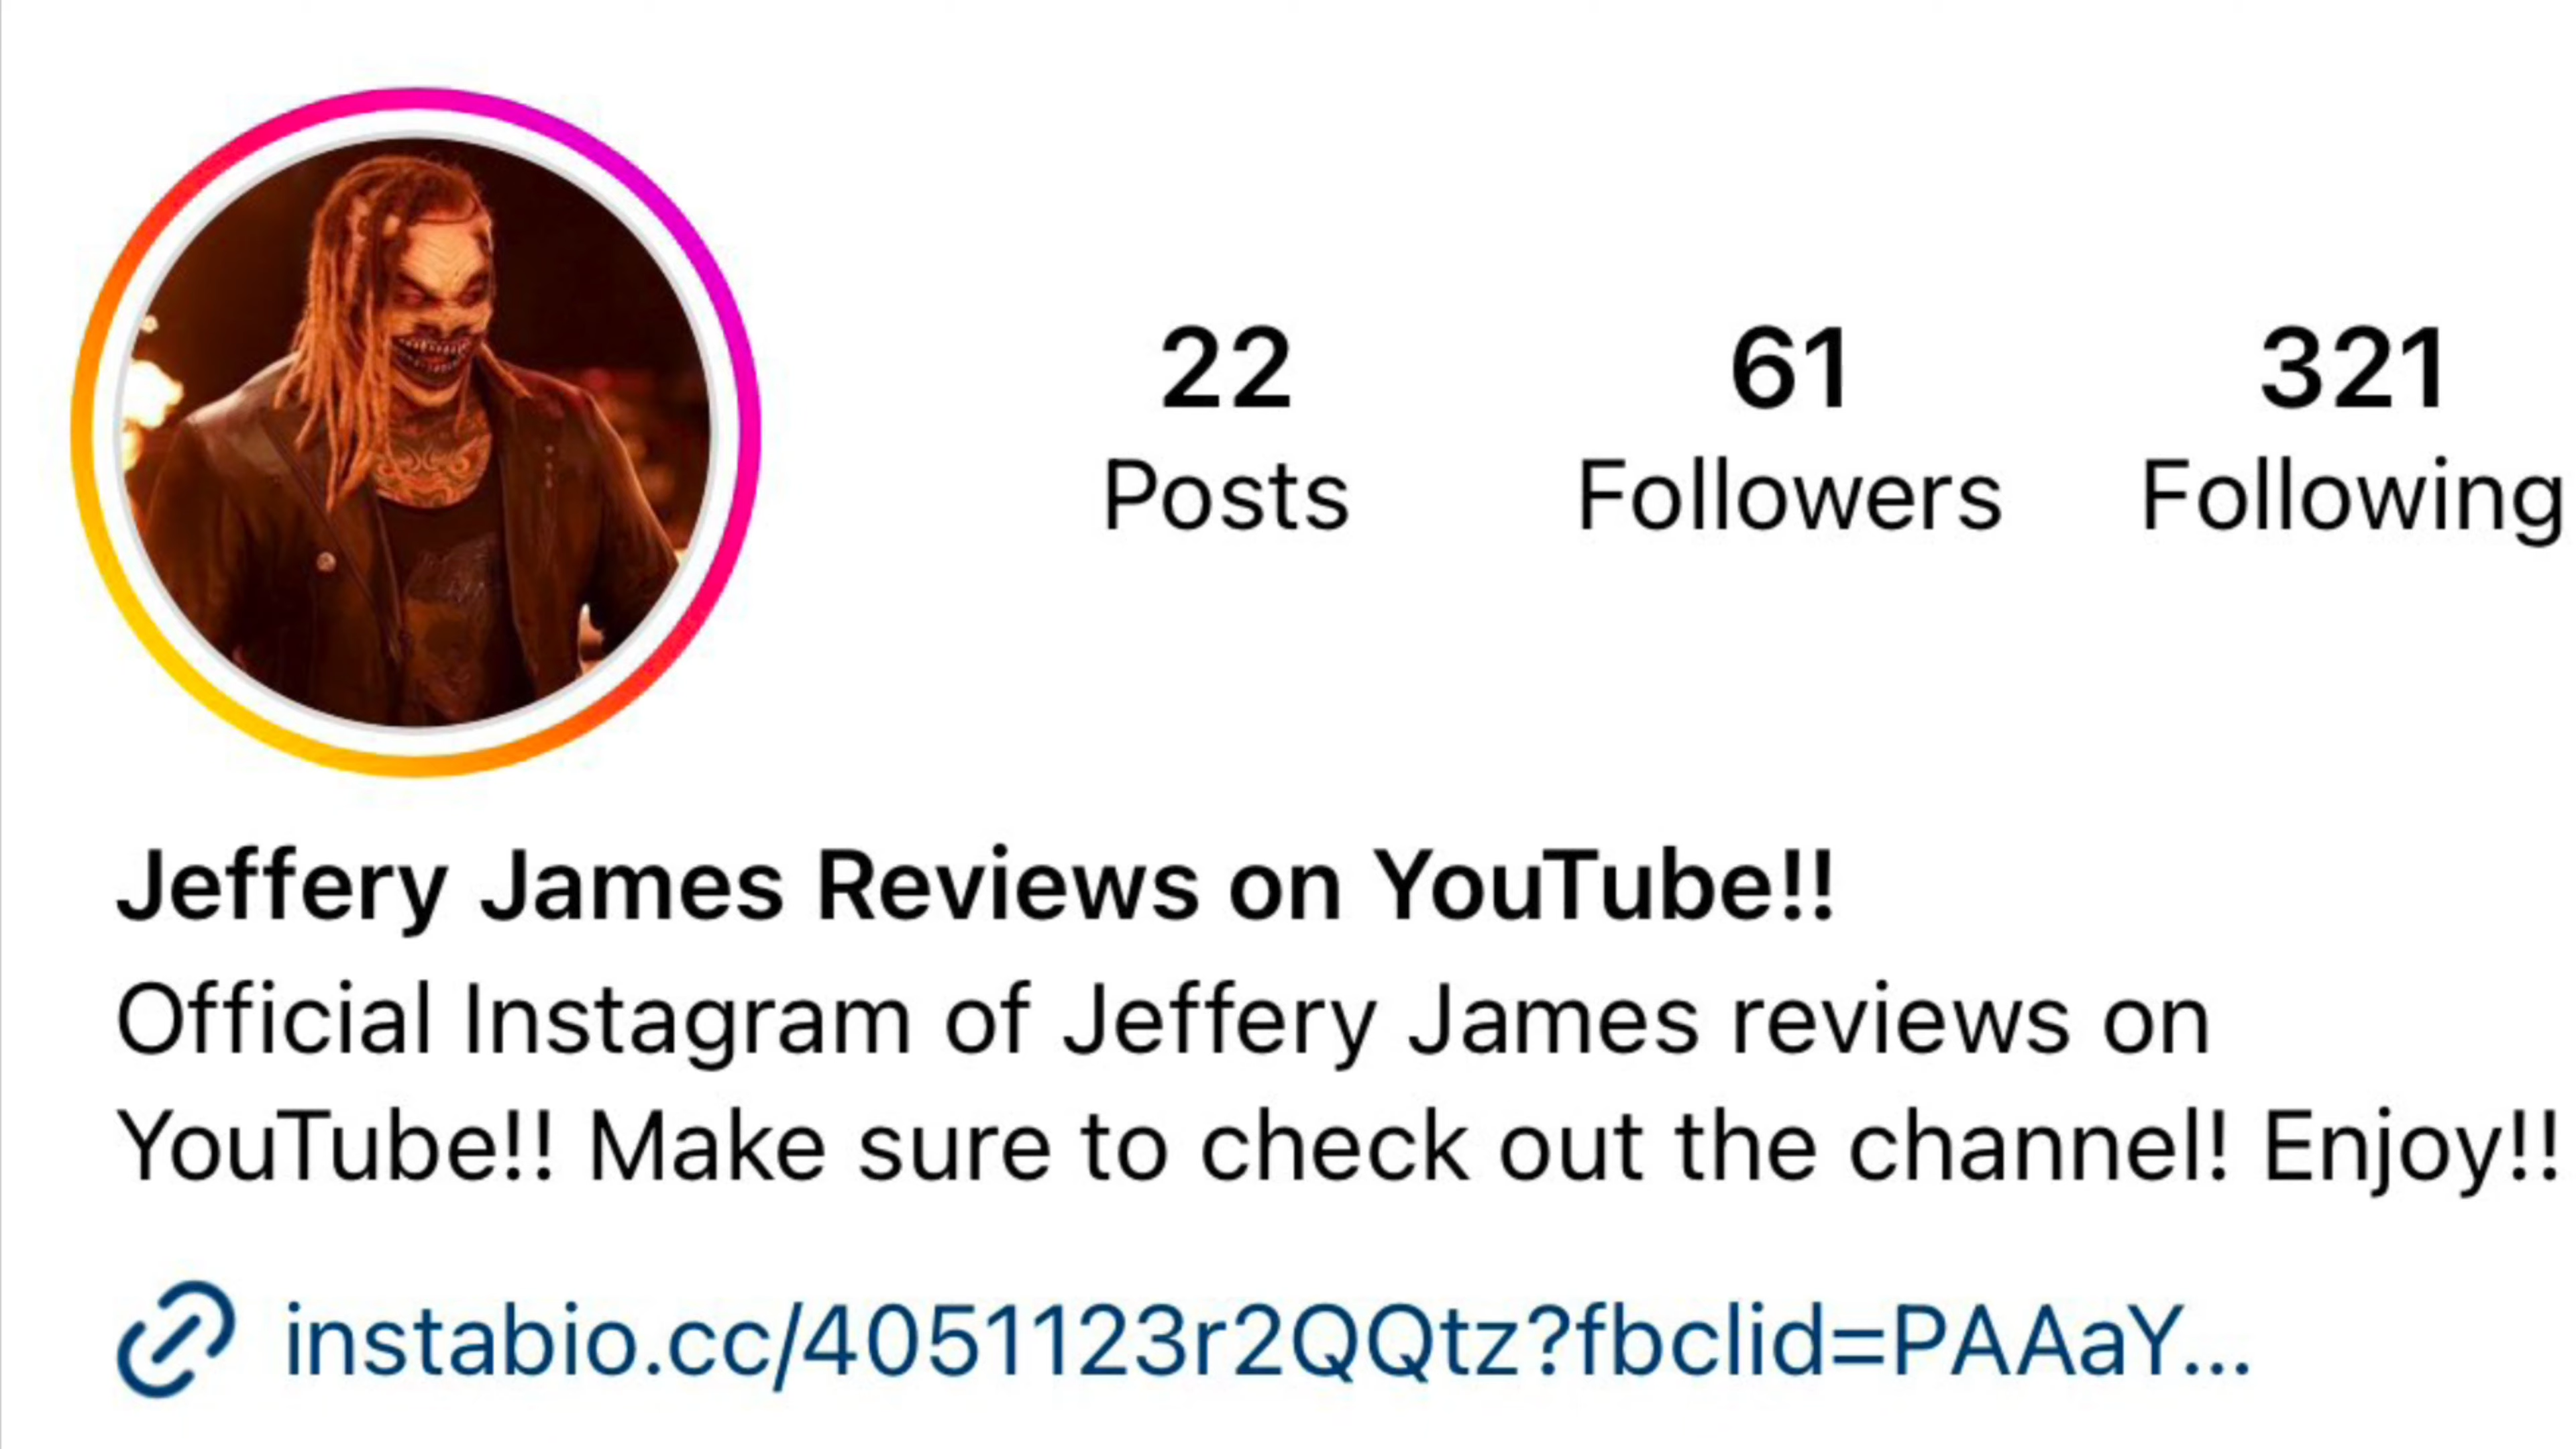 22 61 321
Posts Followers Following
Jeffery James Reviews on YouTube!!
Official Instagram of Jeffery James reviews on
YouTube!! Make sure to check out the channel! Enjoy!!
instabio.cc/4051123r2QQtz?fbclid=PAAaY...